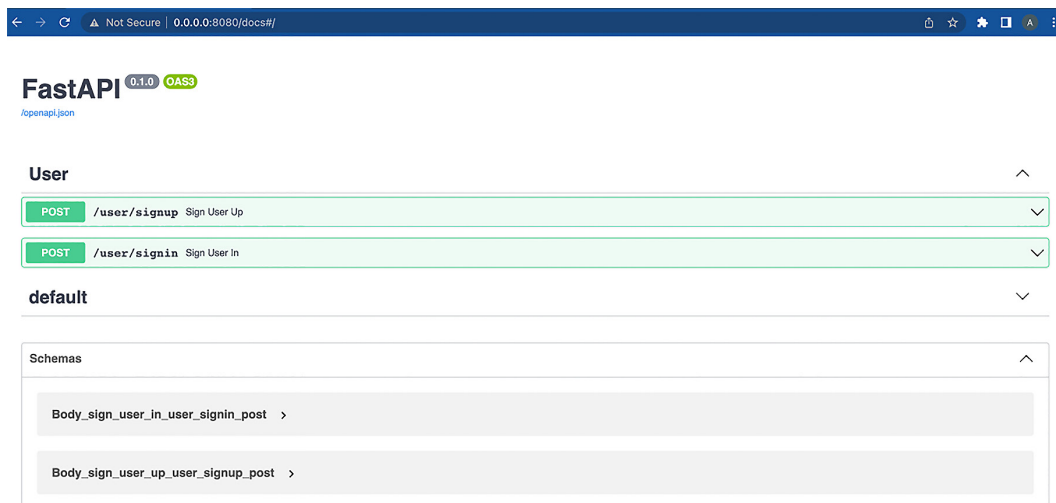 Not Secure | 0.0.0.0:8080/docs#/
A
FastAPI 0.1.0 OAS3
/openapi.json
User
POST /user/signup Sign User Up
POST /user/signin Sign User In
default
Schemas
Body_sign_user_in_user_signin_post
Body_sign_user_up_user_signup_post